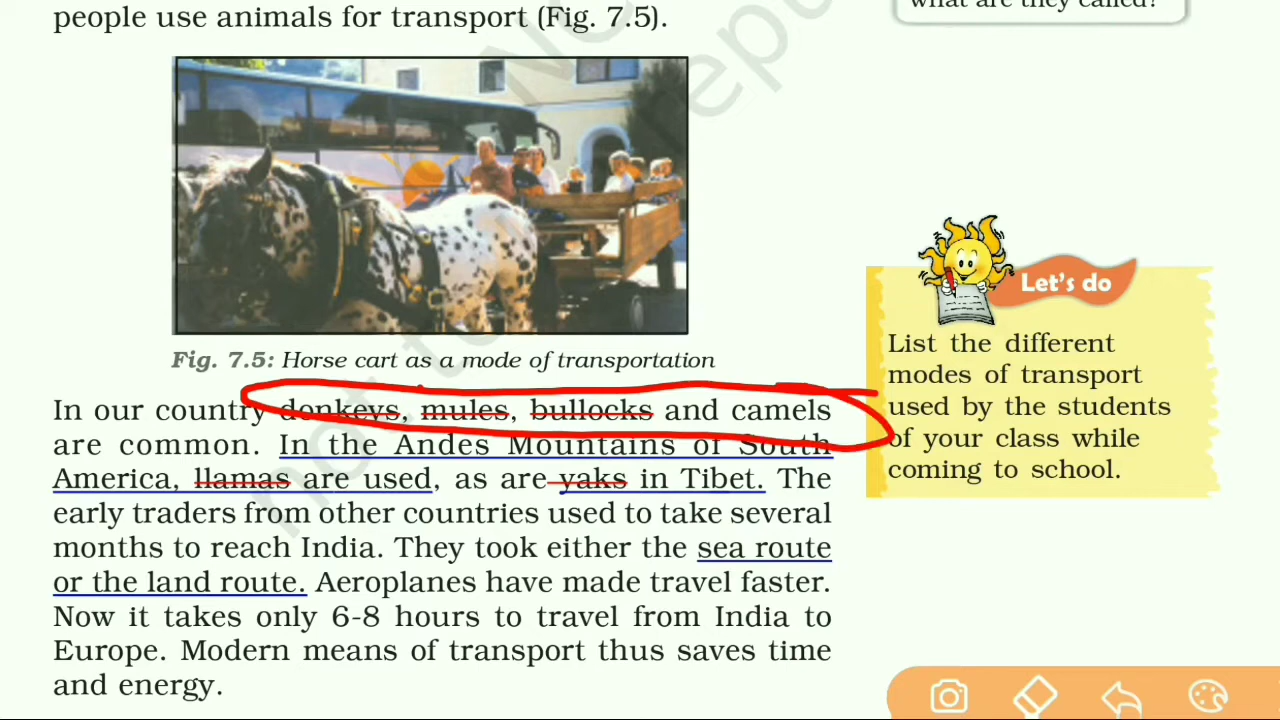 people use animals for transport (Fig. 7.5).
what are they called?
Fig. 7.5: Horse cart as a mode of transportation
In our country donkeys, mules, bullocks and camels
are common. In the Andes Mountains of South
America, llamas are used, as are yaks in Tibet. The
early traders from other countries used to take several
months to reach India. They took either the sea route
or the land route. Aeroplanes have made travel faster.
Now it takes only 6-8 hours to travel from India to
Europe. Modern means of transport thus saves time
and energy.
Let's do
List the different
modes of transport
used by the students
of your class while
coming to school.